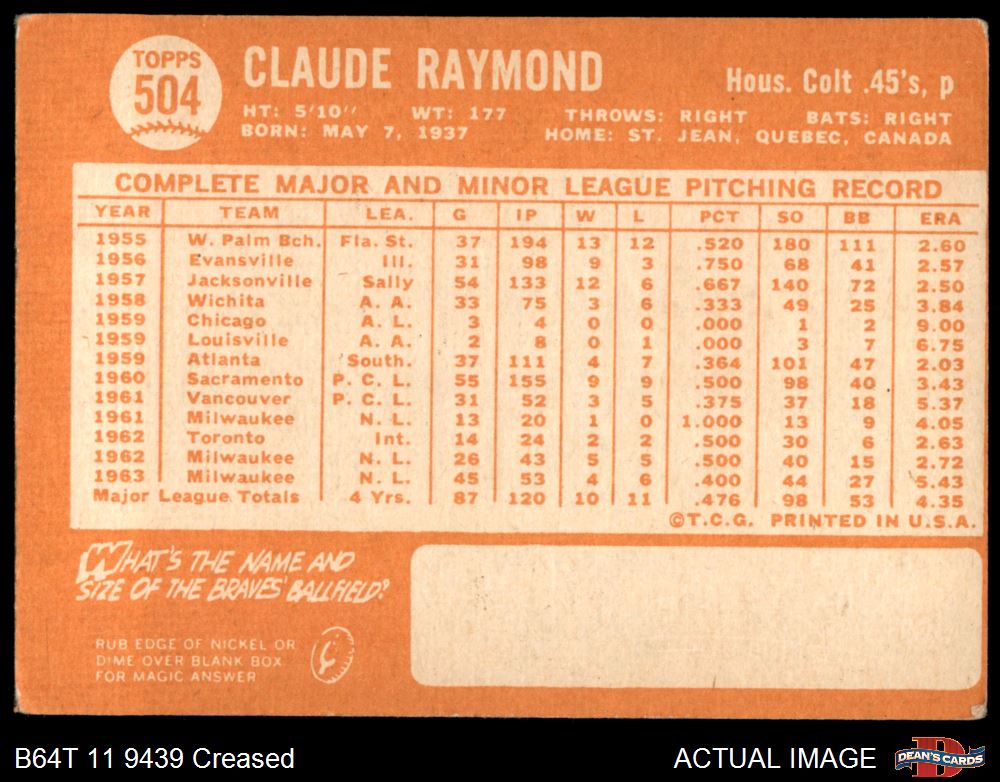 TOPPS
504
CLAUDE RAYMOND
Hous. Colt .45's, p
HT: 5'10" WT: 177 THROWS: RIGHT BATS: RIGHT
BORN: MAY 7, 1937 HOME: ST. JEAN, QUEBEC, CANADA
COMPLETE MAJOR AND MINOR LEAGUE PITCHING RECORD
YEAR TEAM LEA. G IP W L PCT SO BB ERA
1955 W. Palm Bch. Fla. St. 37 194 13 12 .520 180 111 2.60
1956 Evansville III. 31 98 9 3 .750 68 41 2.57
1957 Jacksonville Sally 54 133 12 6 .667 140 72 2.50
1958 Wichita A. A. 33 75 3 6 .333 49 25 3.84
1959 Chicago A. L. 3 4 0 0 .000 1 2 9.00
1959 Louisville A. A. 2 8 0 1 .000 3 7 6.75
1959 Atlanta South. 37 111 4 7 .364 101 47 2.03
1960 Sacramento P. C. L. 55 155 9 9 .500 98 40 3.43
1961 Vancouver P. C. L. 31 52 3 5 .375 37 18 5.37
1961 Milwaukee N. L. 13 20 1 0 1.000 13 9 4.05
1962 Toronto Int. 14 24 2 2 .500 30 6 2.63
1962 Milwaukee N. L. 26 43 5 5 .500 40 15 2.72
1963 Milwaukee N. L. 45 53 4 6 .400 44 27 5.43
Major League Totals 4 Yrs. 87 120 10 11 .476 98 53 4.35
©T.C.G. PRINTED IN U.S.A.
WHAT'S THE NAME AND
SIZE OF THE BRAVES' BALLFIELD?
RUB EDGE OF NICKEL OR
DIME OVER BLANK BOX
FOR MAGIC ANSWER
B64T 11 9439 Creased
ACTUAL IMAGE
DEAN'S CARDS